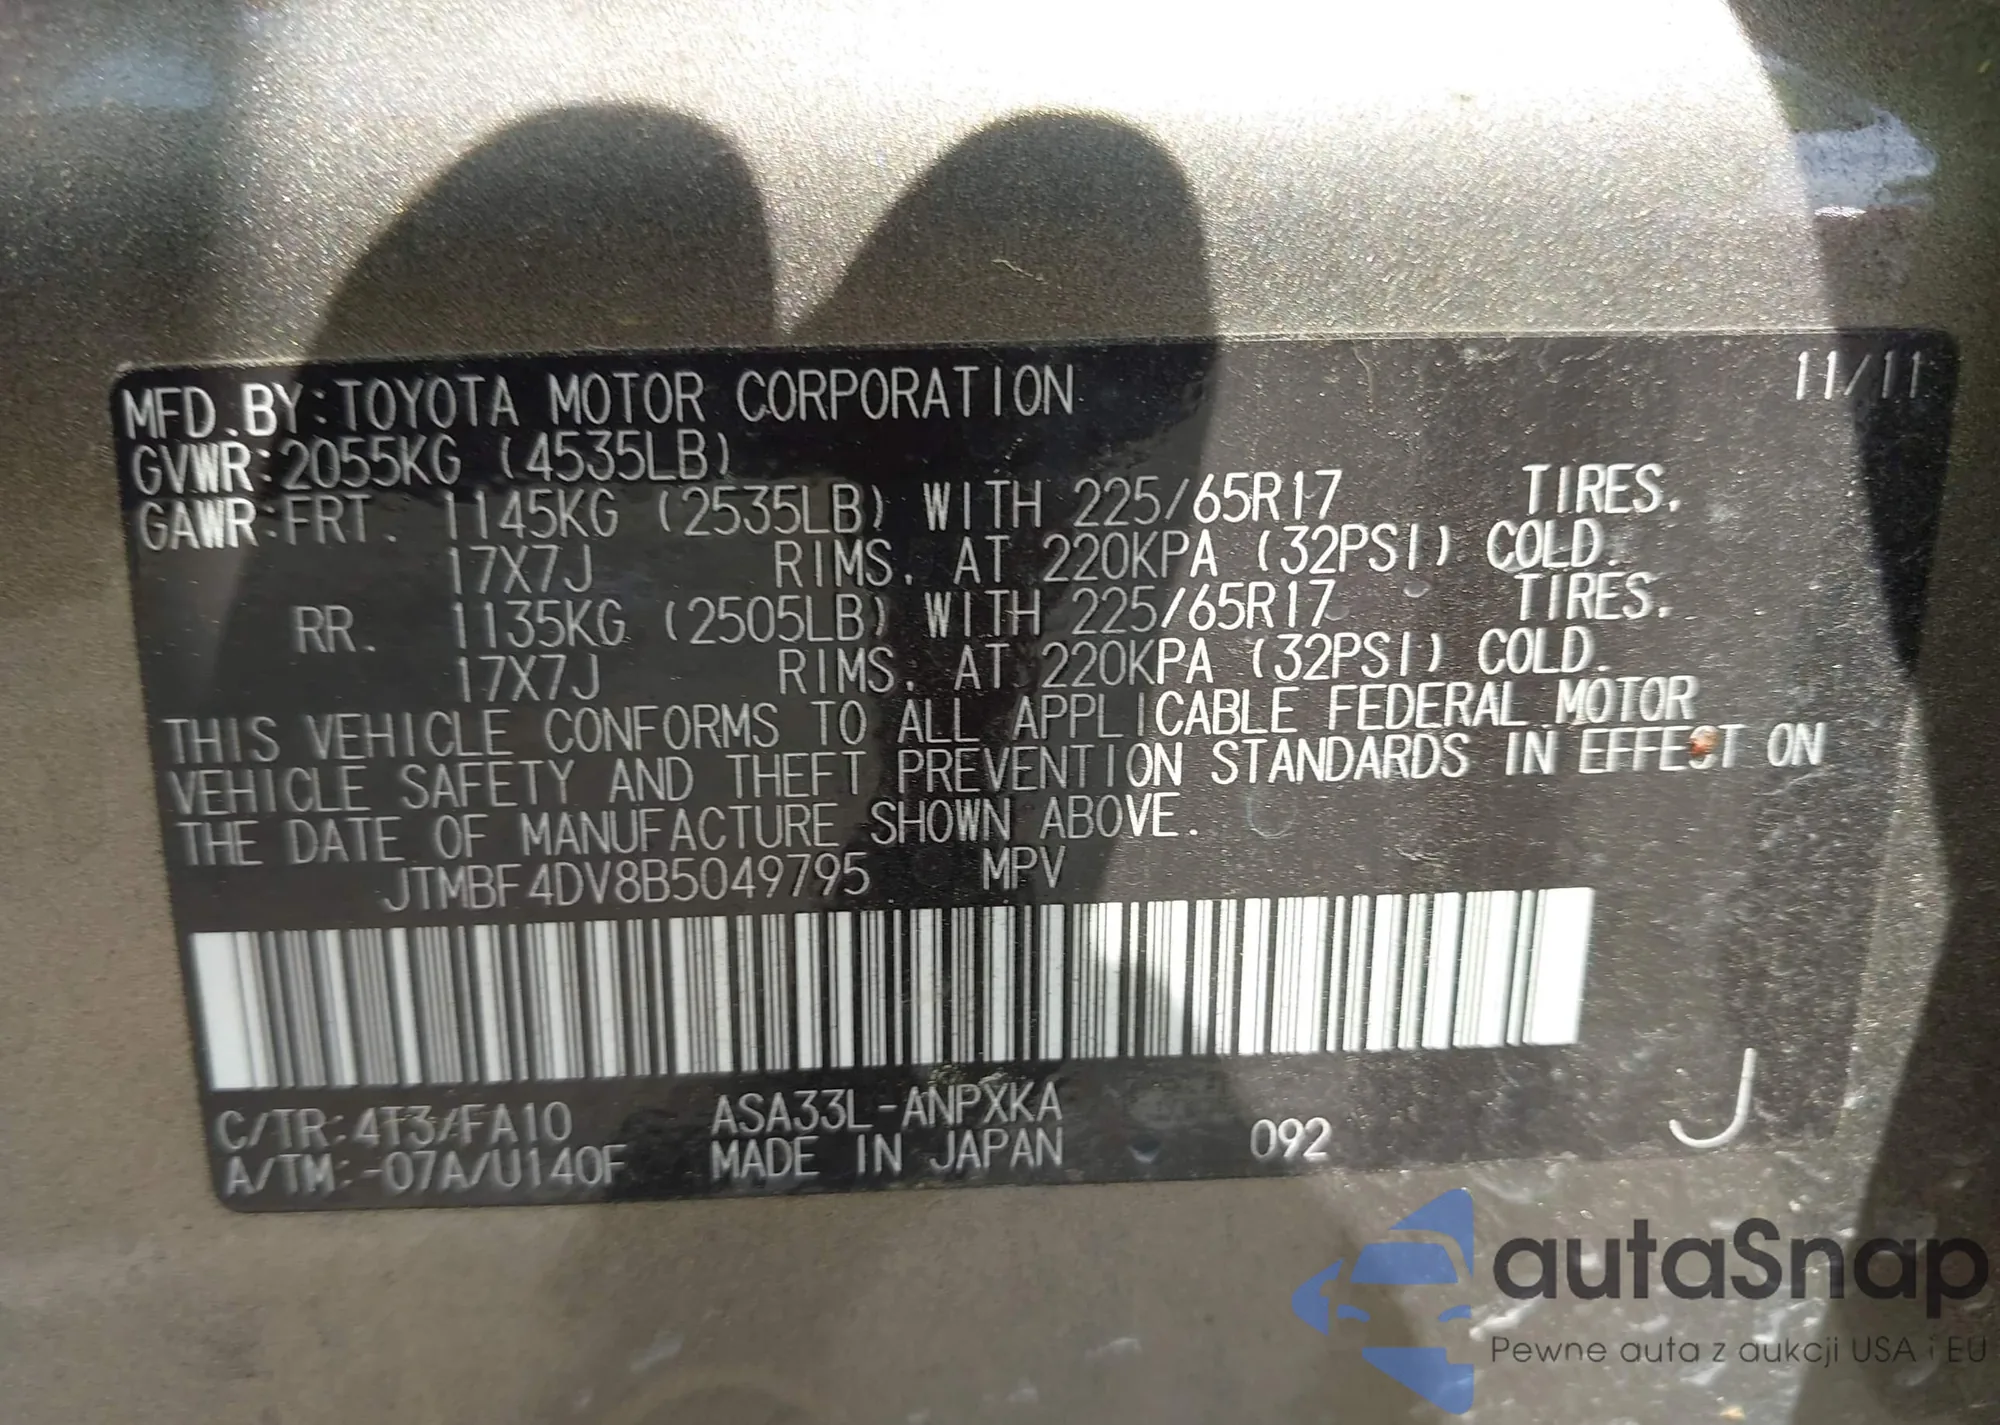 11/11
MFD.BY:TOYOTA MOTOR CORPORATION
GVWR:2055KG (4535LB)
GAWR:FRT. 1145KG (2535LB) WITH 225/65R17 TIRES.
17X7J RIMS. AT 220KPA (32PSI) COLD.
RR. 1135KG (2505LB) WITH 225/65R17 TIRES.
17X7J RIMS. AT 220KPA (32PSI) COLD.
THIS VEHICLE CONFORMS TO ALL APPLICABLE FEDERAL MOTOR
VEHICLE SAFETY AND THEFT PREVENTION STANDARDS IN EFFECT ON
THE DATE OF MANUFACTURE SHOWN ABOVE.
JTMBF4DV8B5049795 MPV
C/TR:4T3/FA10 ASA33L-ANPXKA
A/TM:-07A/U140F MADE IN JAPAN 092 J
autaSnap
Pewne auta z aukcji USA i EU